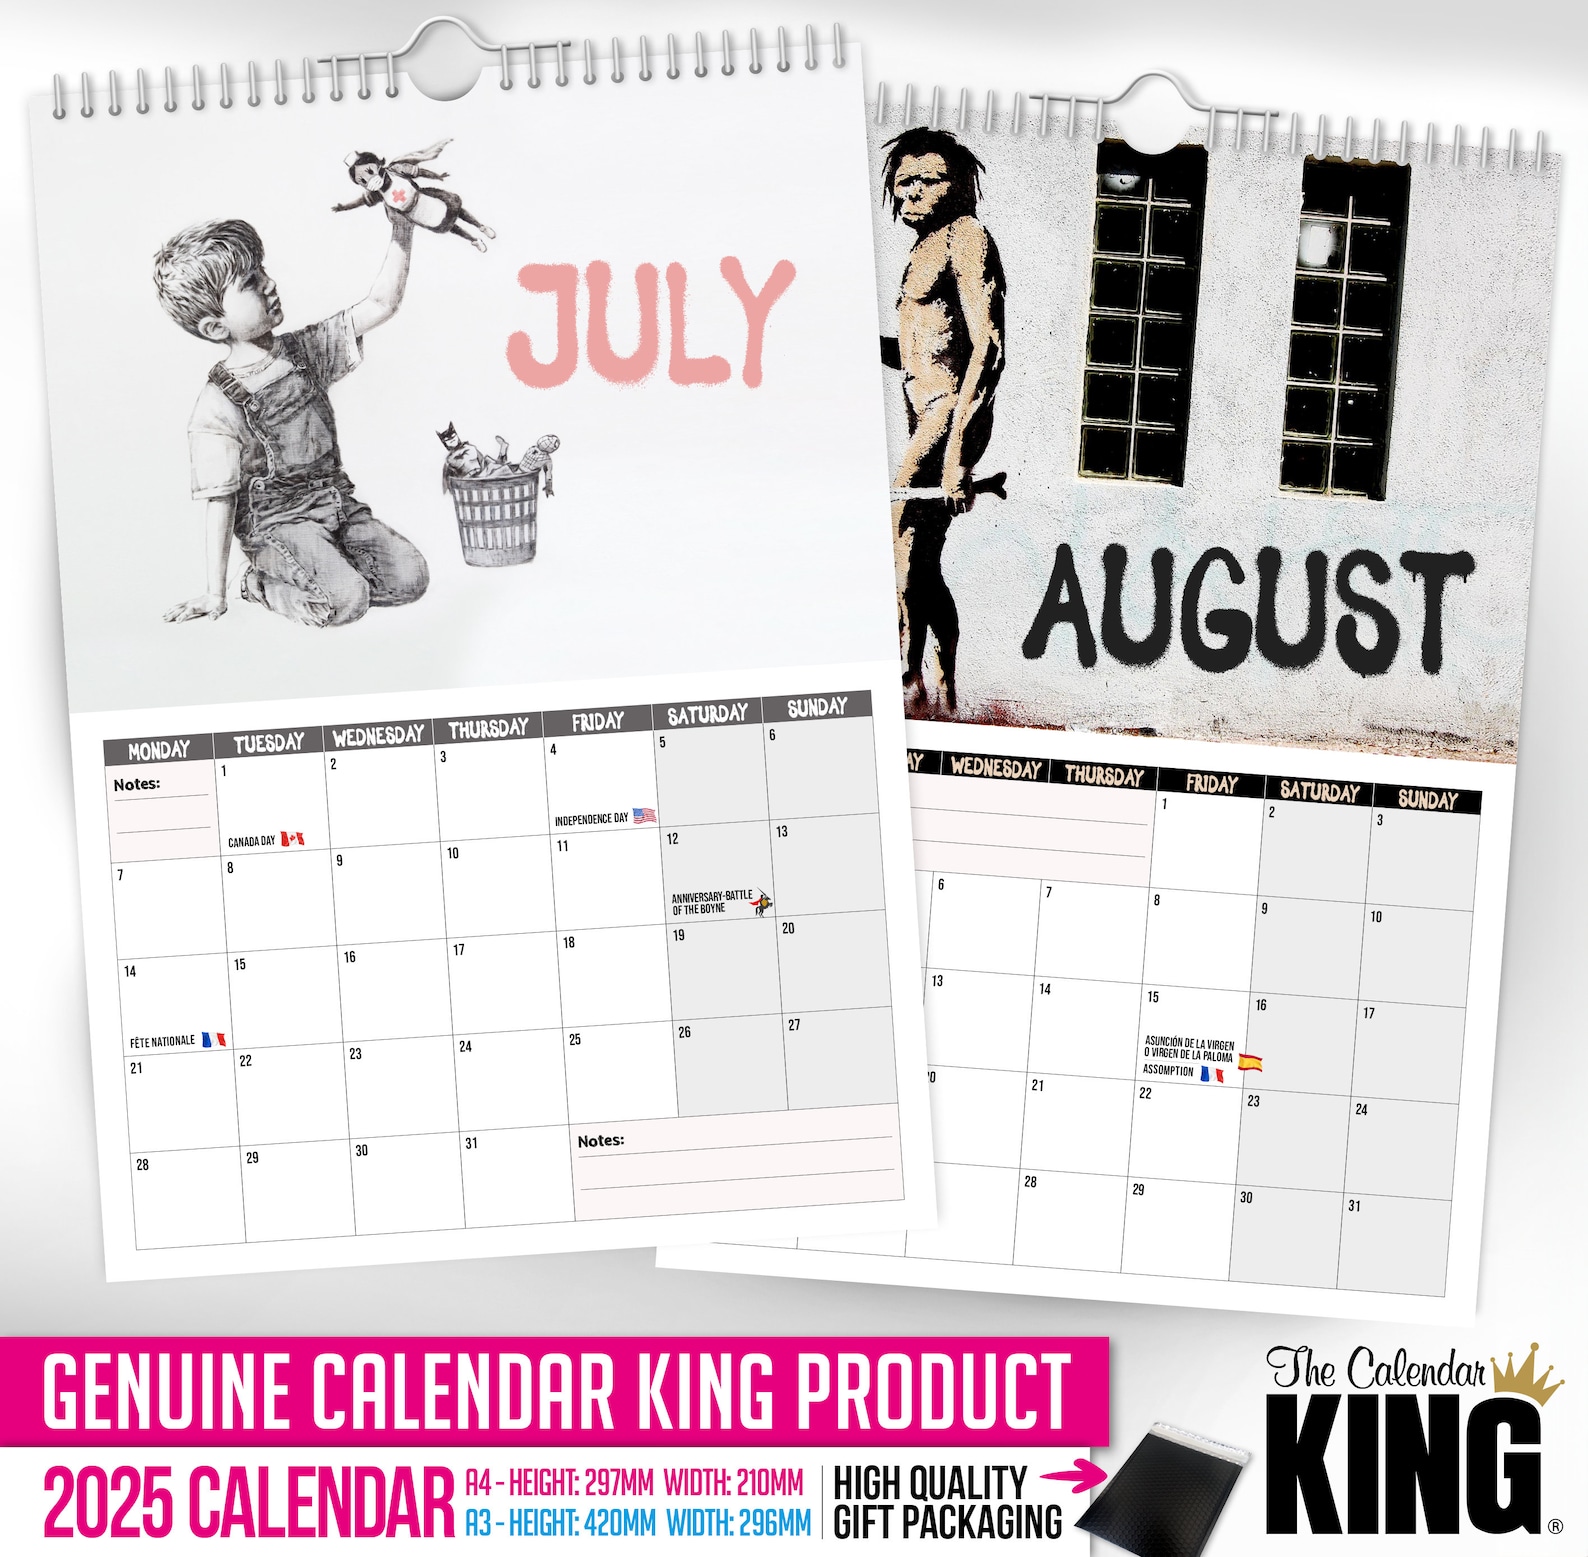 JULY
MONDAY TUESDAY WEDNESDAY THURSDAY FRIDAY SATURDAY SUNDAY
Notes: 1 2 3 4 5 6
CANADA DAY INDEPENDENCE DAY
7 8 9 10 11 12 13
ANNIVERSARY-BATTLE
OF THE BOYNE
14 15 16 17 18 19 20
FÊTE NATIONALE
21 22 23 24 25 26 27
28 29 30 31 Notes:
AUGUST
AY WEDNESDAY THURSDAY FRIDAY SATURDAY SUNDAY
1 2 3
6 7 8 9 10
13 14 15 16 17
ASUNCIÓN DE LA VIRGEN
O VIRGEN DE LA PALOMA
ASSOMPTION
21 22 23 24
28 29 30 31
GENUINE CALENDAR KING PRODUCT
2025 CALENDAR
A4 - HEIGHT: 297MM WIDTH: 210MM
A3 - HEIGHT: 420MM WIDTH: 296MM
HIGH QUALITY
GIFT PACKAGING
The Calendar
KING®